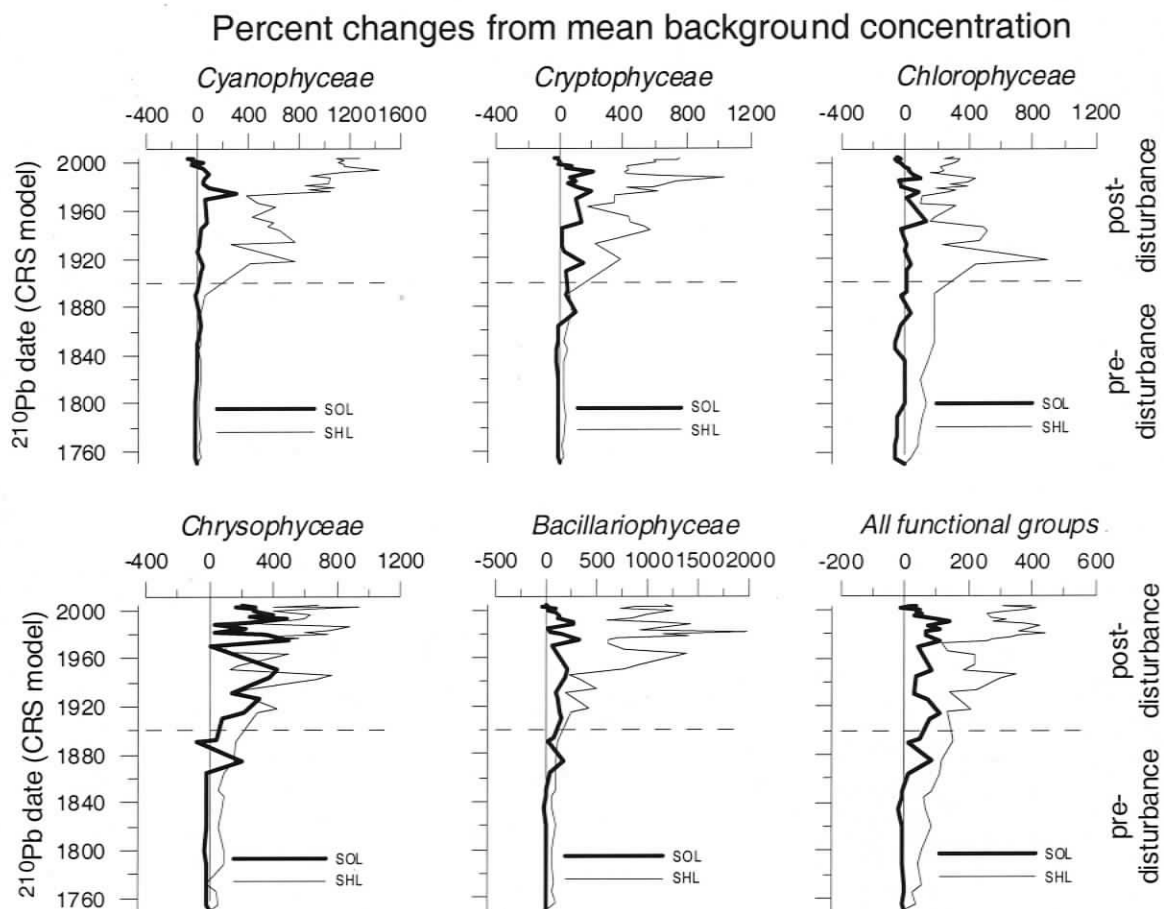 Percent changes from mean background concentration
Cyanophyceae
Cryptophyceae
Chlorophyceae
-400 0 400 800 1200 1600
-400 0 400 800 1200
-400 0 400 800 1200
210Pb date (CRS model)
2000
1960
1920
1880
1840
1800
1760
SOL
SHL
SOL
SHL
SOL
SHL
post-
disturbance
pre-
disturbance
Chrysophyceae
Bacillariophyceae
All functional groups
-400 0 400 800 1200
-500 0 500 1000 1500 2000
-200 0 200 400 600
210Pb date (CRS model)
2000
1960
1920
1880
1840
1800
1760
SOL
SHL
SOL
SHL
SOL
SHL
post-
disturbance
pre-
disturbance